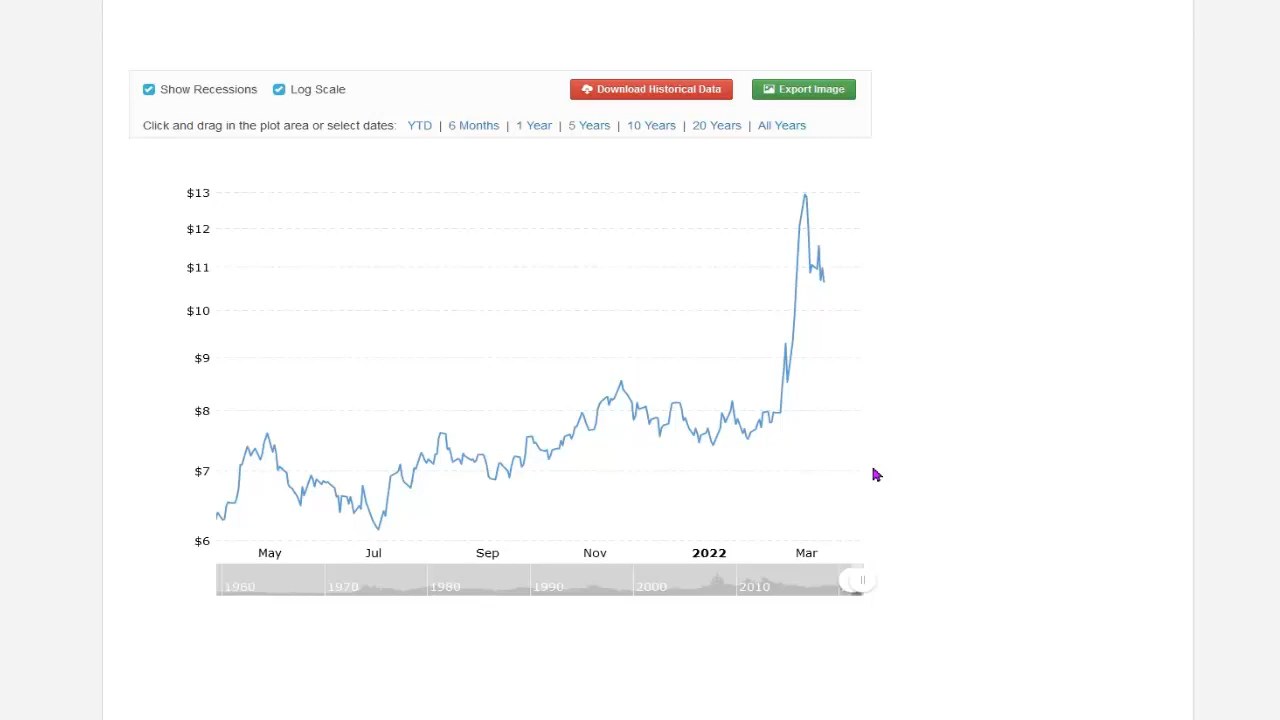 Show Recessions Log Scale Download Historical Data Export Image
Click and drag in the plot area or select dates: YTD | 6 Months | 1 Year | 5 Years | 10 Years | 20 Years | All Years
$13
$12
$11
$10
$9
$8
$7
$6
May Jul Sep Nov 2022 Mar
1960 1970 1980 1990 2000 2010